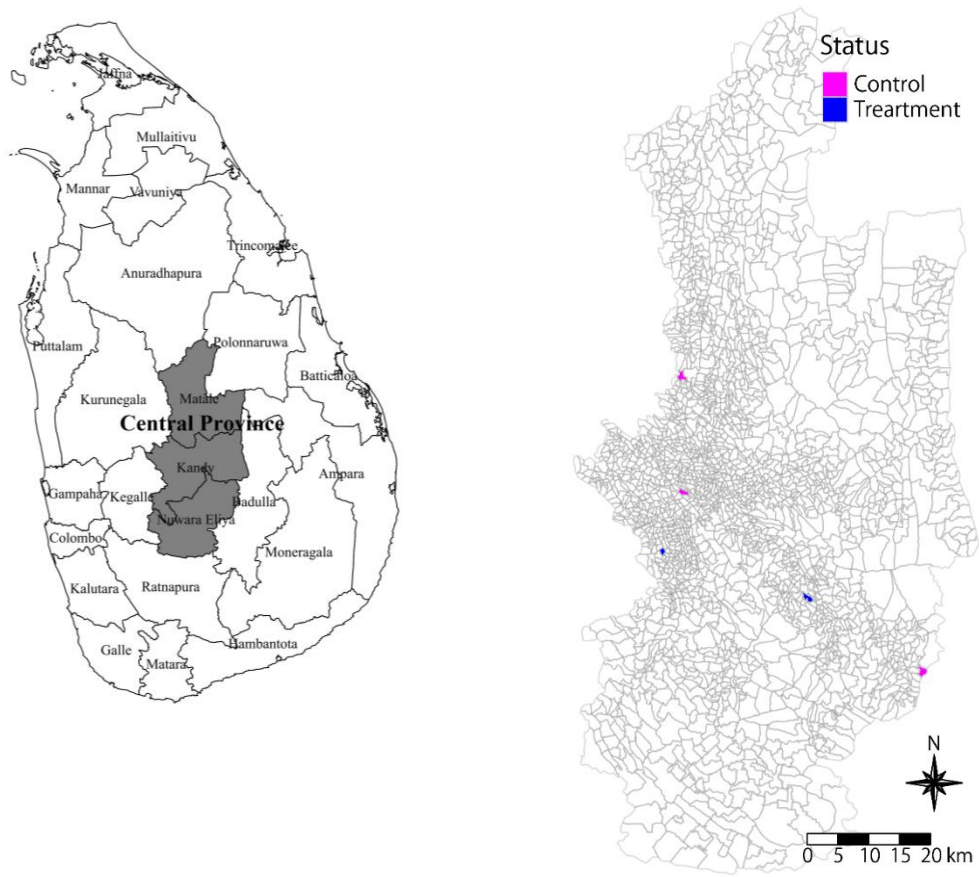 Jaffna
Mullaitivu
Mannar
Vavuniya
Trincomalee
Anuradhapura
Puttalam
Polonnaruwa
Batticaloa
Kurunegala
Matale
Central Province
Kandy
Ampara
Gampaha
Kegalle
Badulla
Nuwara Eliya
Colombo
Moneragala
Kalutara
Ratnapura
Galle
Matara
Hambantota
Status
Control
Treartment
N
0 5 10 15 20 km